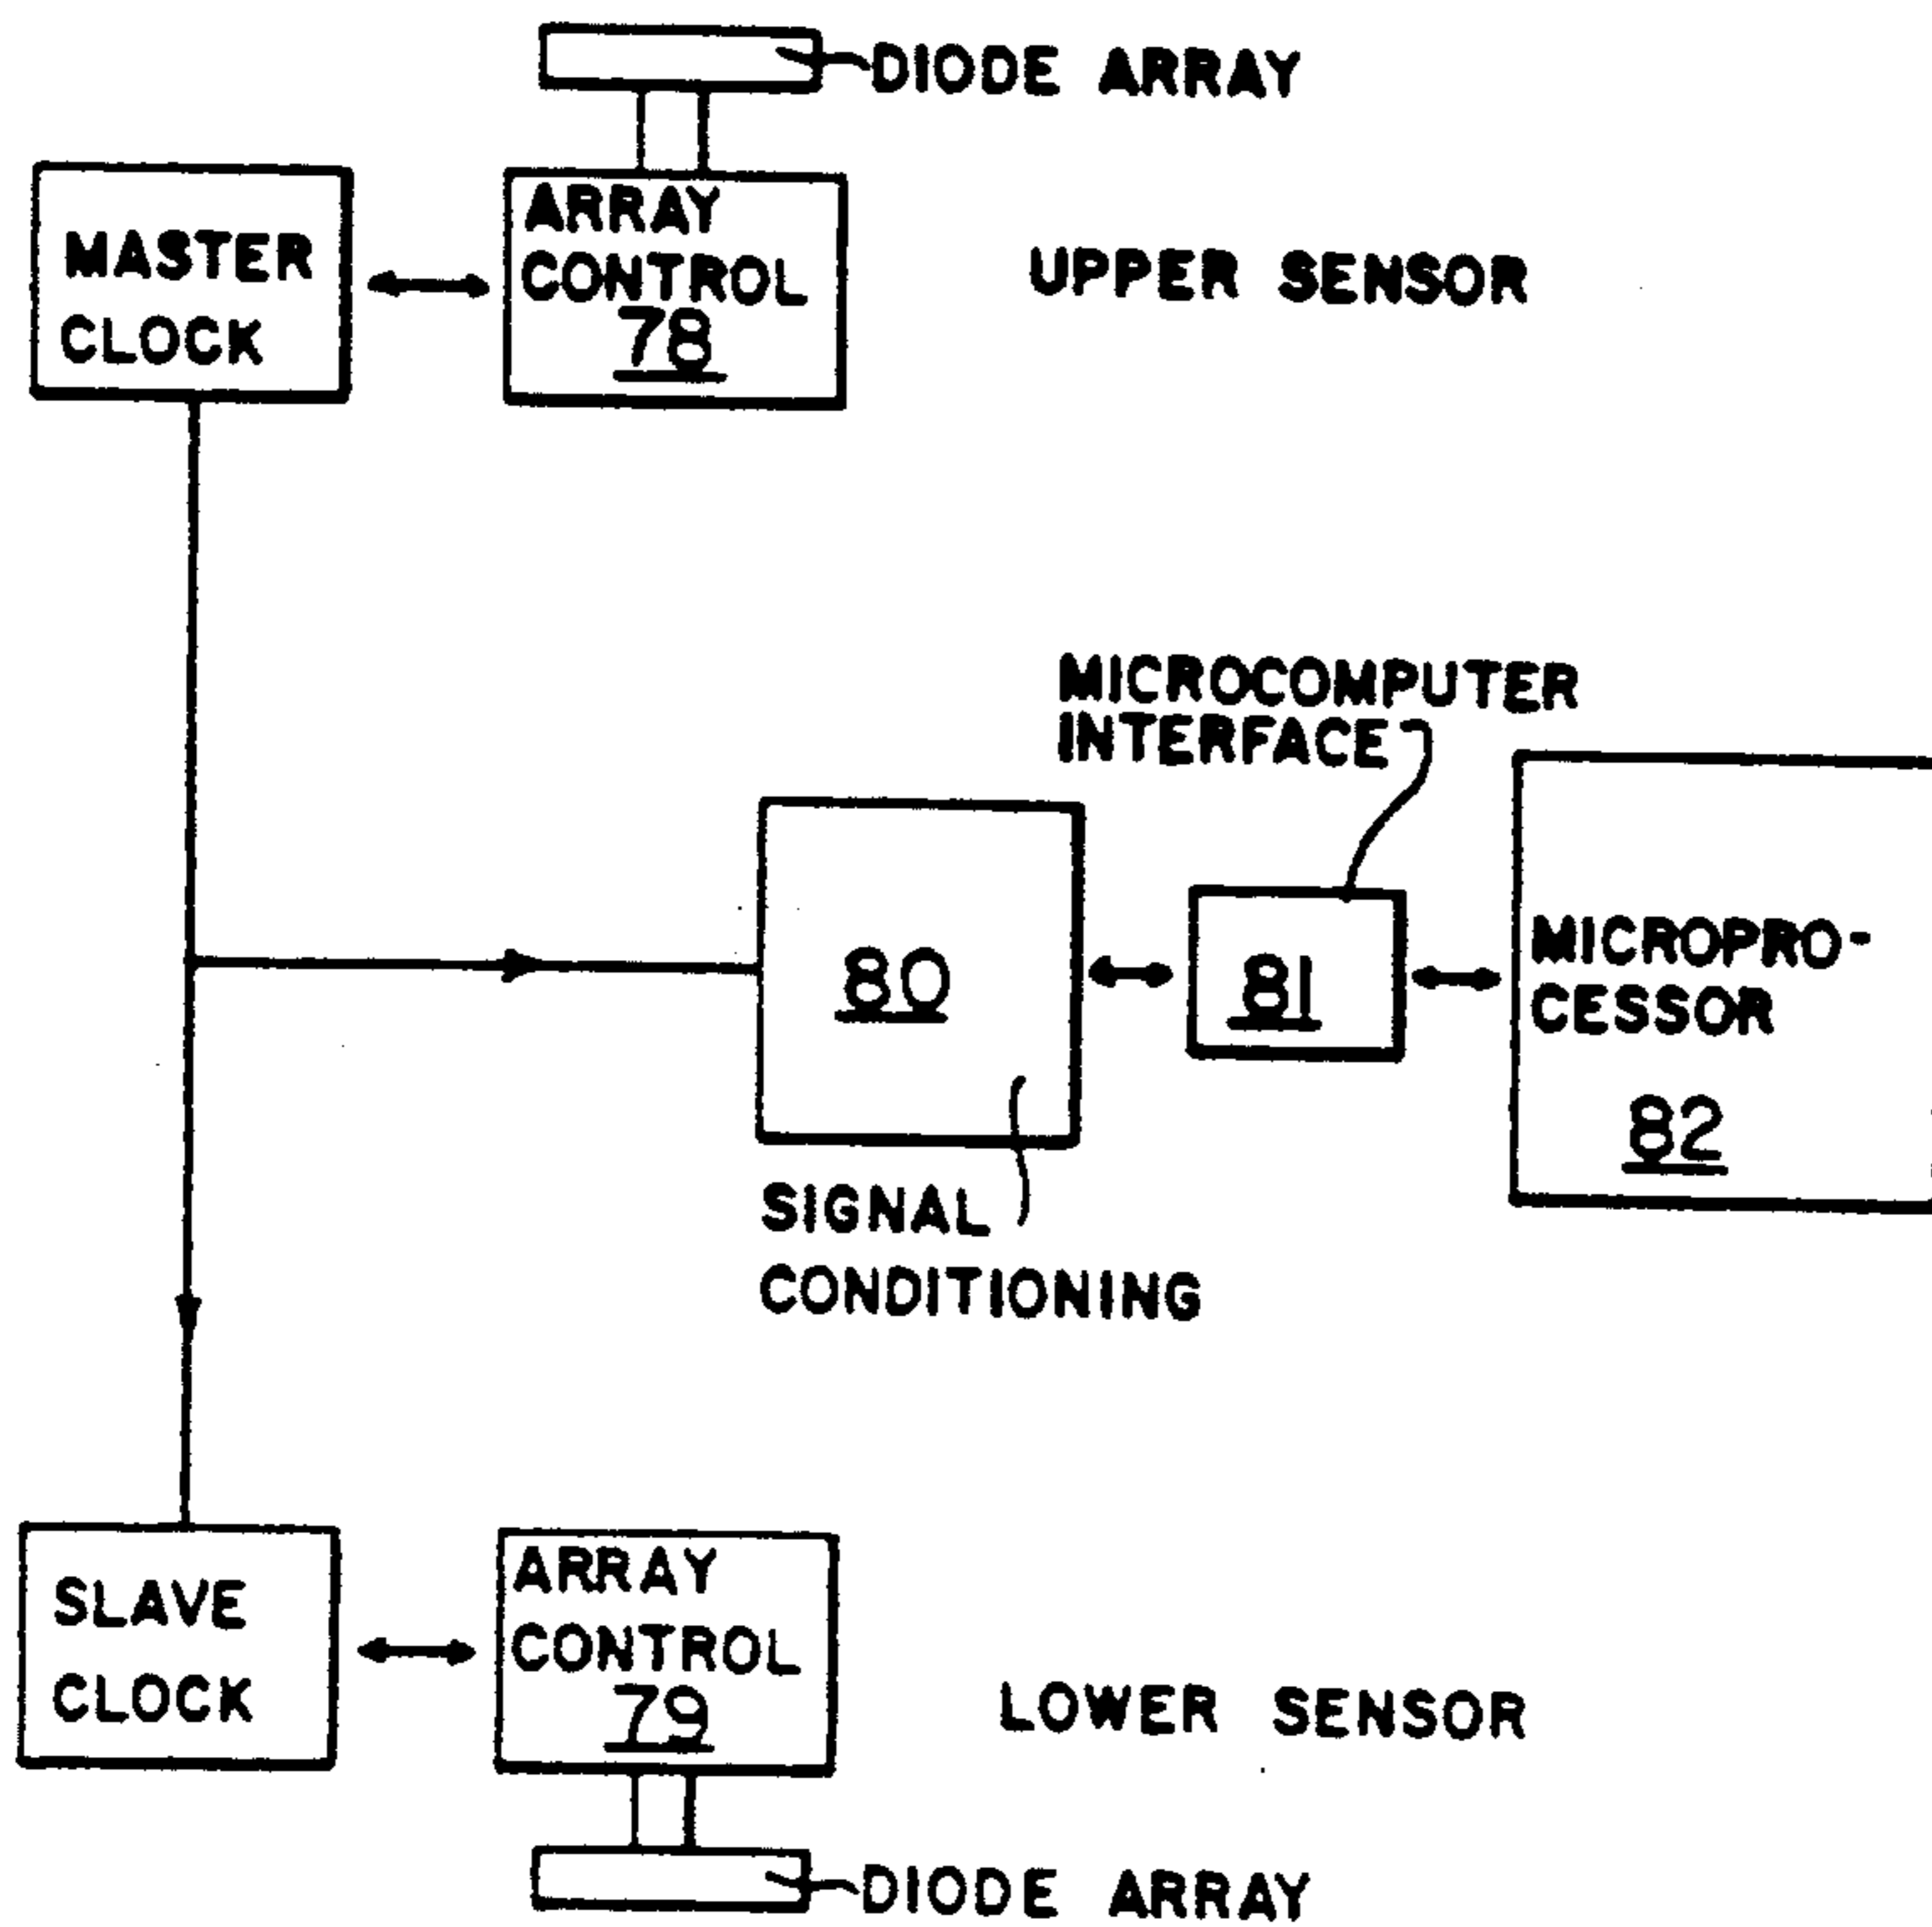 DIODE ARRAY
MASTER
CLOCK
ARRAY
CONTROL
78
UPPER SENSOR
MICROCOMPUTER
INTERFACE
80
81
MICROPRO-
CESSOR
82
SIGNAL
CONDITIONING
SLAVE
CLOCK
ARRAY
CONTROL
79
LOWER SENSOR
DIODE ARRAY